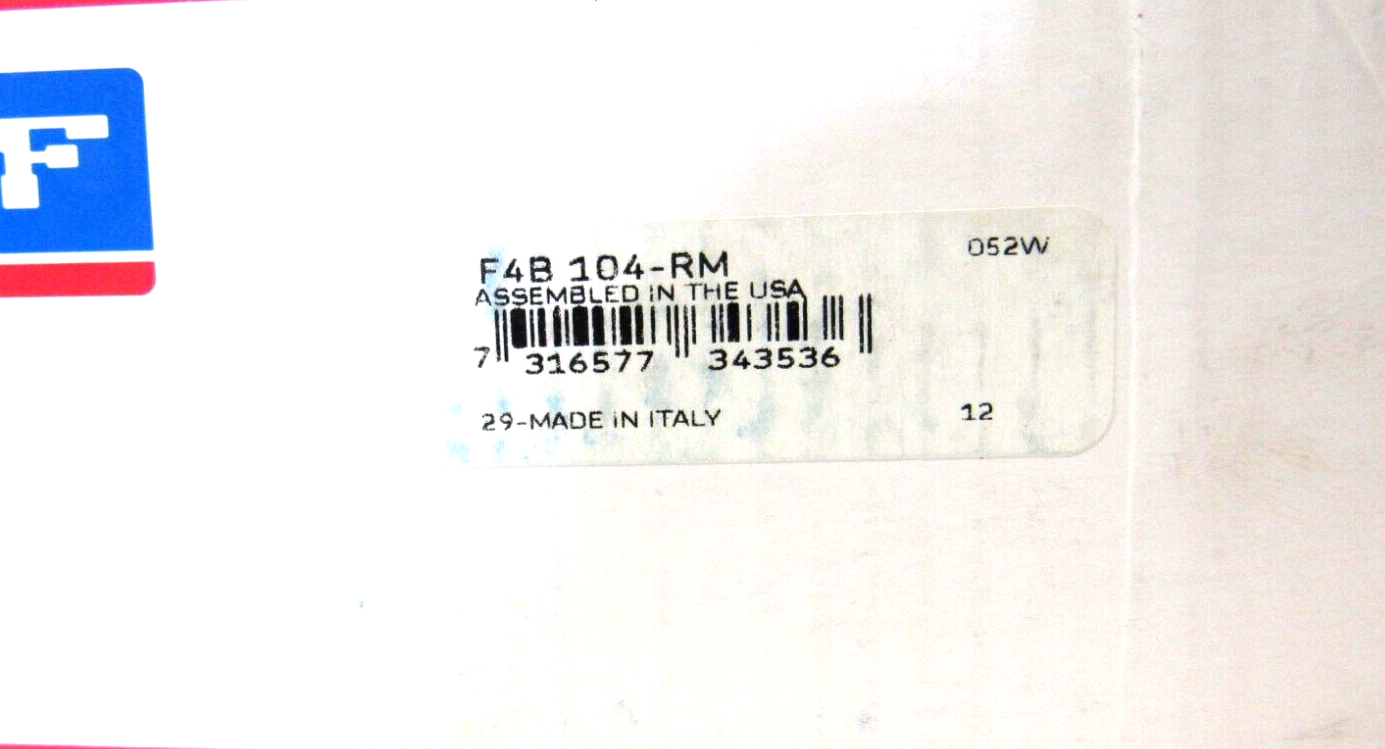 F
F4B 104-RM
052W
ASSEMBLED IN THE USA
7 316577 343536
29-MADE IN ITALY
12